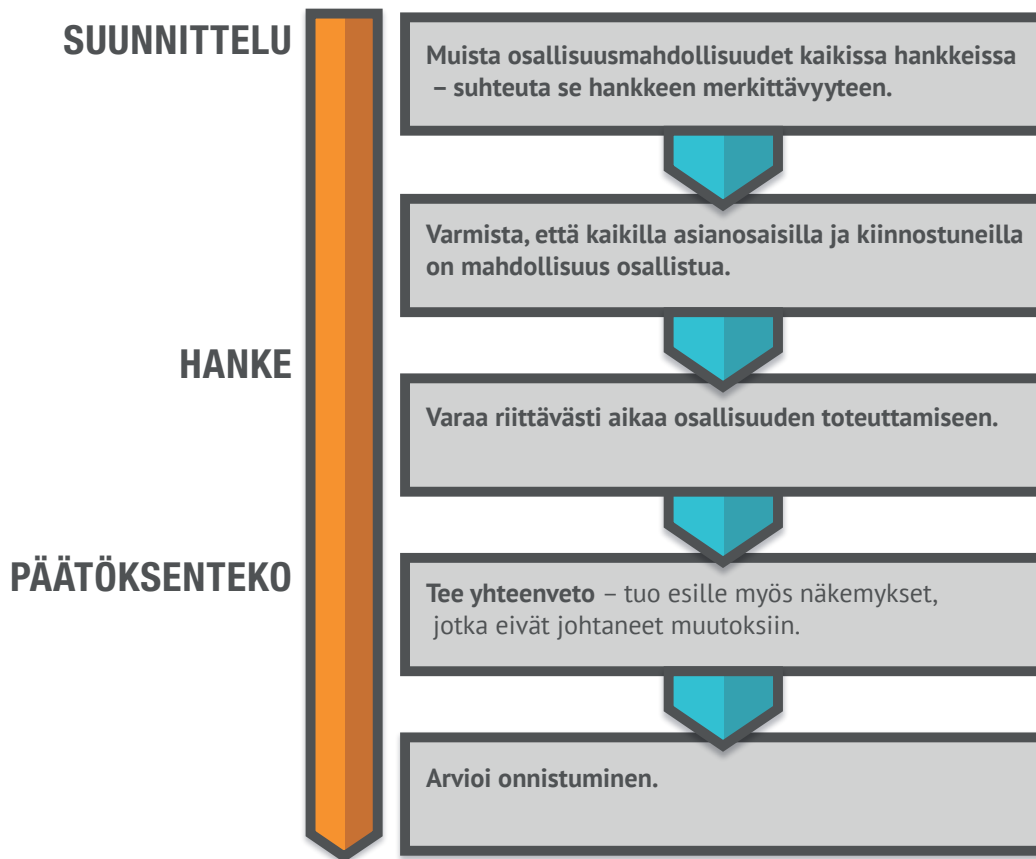 SUUNNITTELU
Muista osallisuusmahdollisuudet kaikissa hankkeissa
– suhteuta se hankkeen merkittävyyteen.
Varmista, että kaikilla asianosaisilla ja kiinnostuneilla
on mahdollisuus osallistua.
HANKE
Varaa riittävästi aikaa osallisuuden toteuttamiseen.
PÄÄTÖKSENTEKO
Tee yhteenveto – tuo esille myös näkemykset,
jotka eivät johtaneet muutoksiin.
Arvioi onnistuminen.